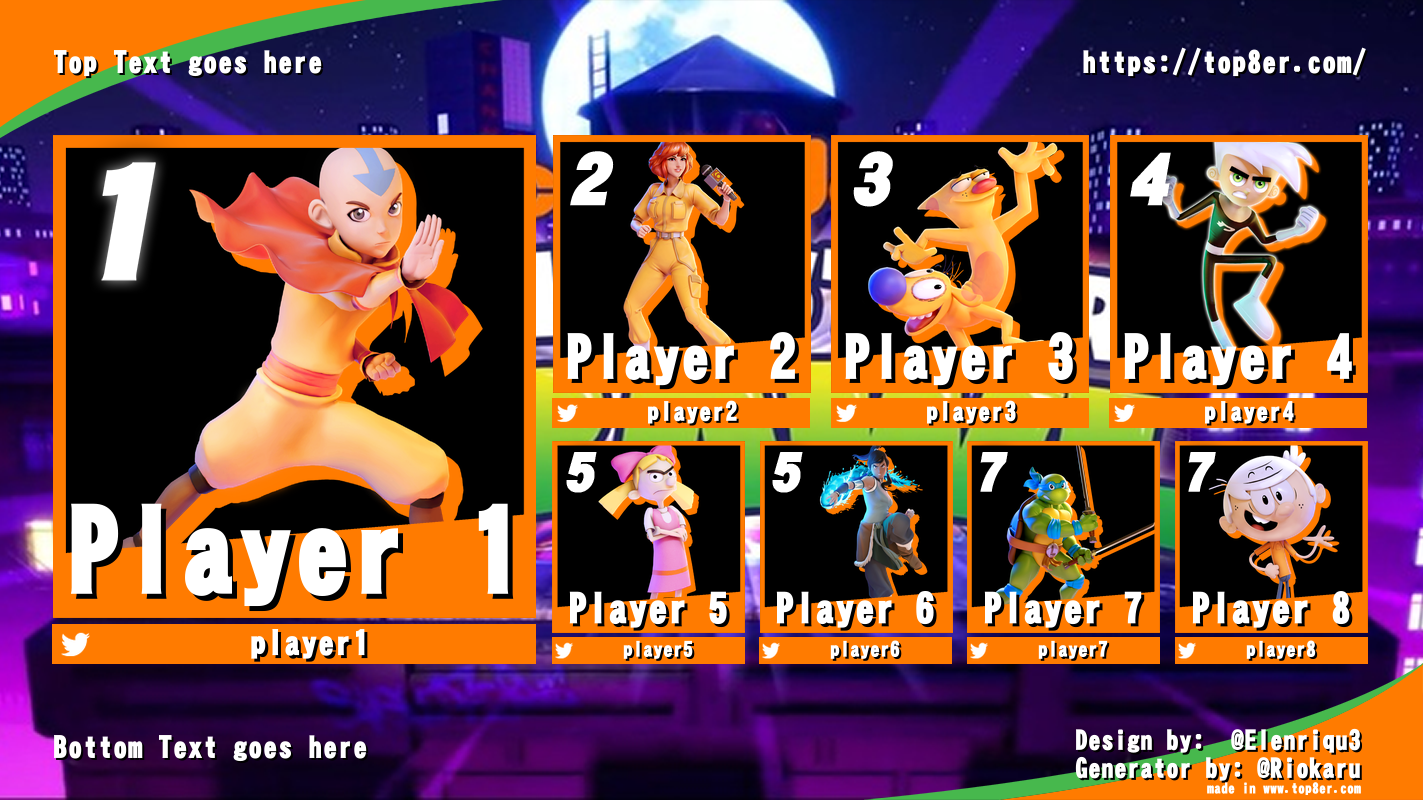 Top Text goes here
https://top8er.com/
1
Player 1
player1
2
Player 2
player2
3
Player 3
player3
4
Player 4
player4
5
Player 5
player5
5
Player 6
player6
7
Player 7
player7
7
Player 8
player8
Bottom Text goes here
Design by: @Elenriqu3
Generator by: @Riokaru
made in www.top8er.com